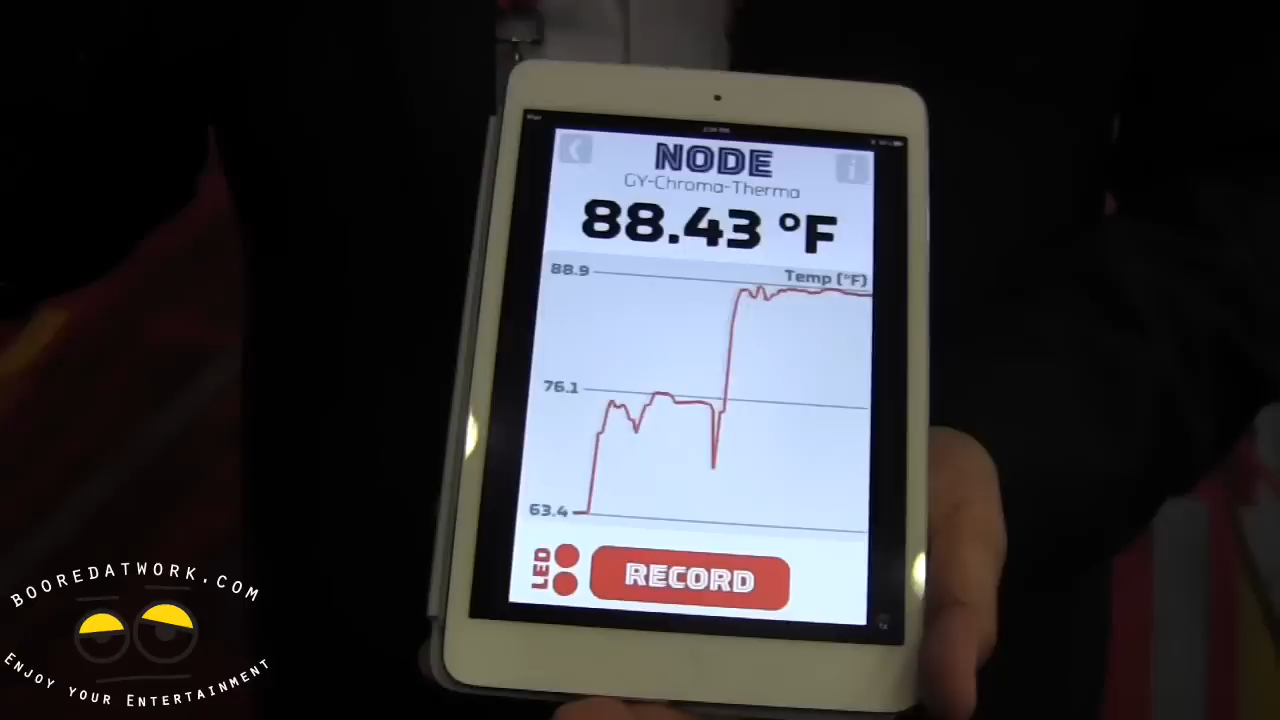 NODE
GY-Chroma-Therma
88.43 °F
88.9
Temp (°F)
76.1
63.4
LED
RECORD
BOOREDATWORK.COM
ENJOY YOUR ENTERTAINMENT